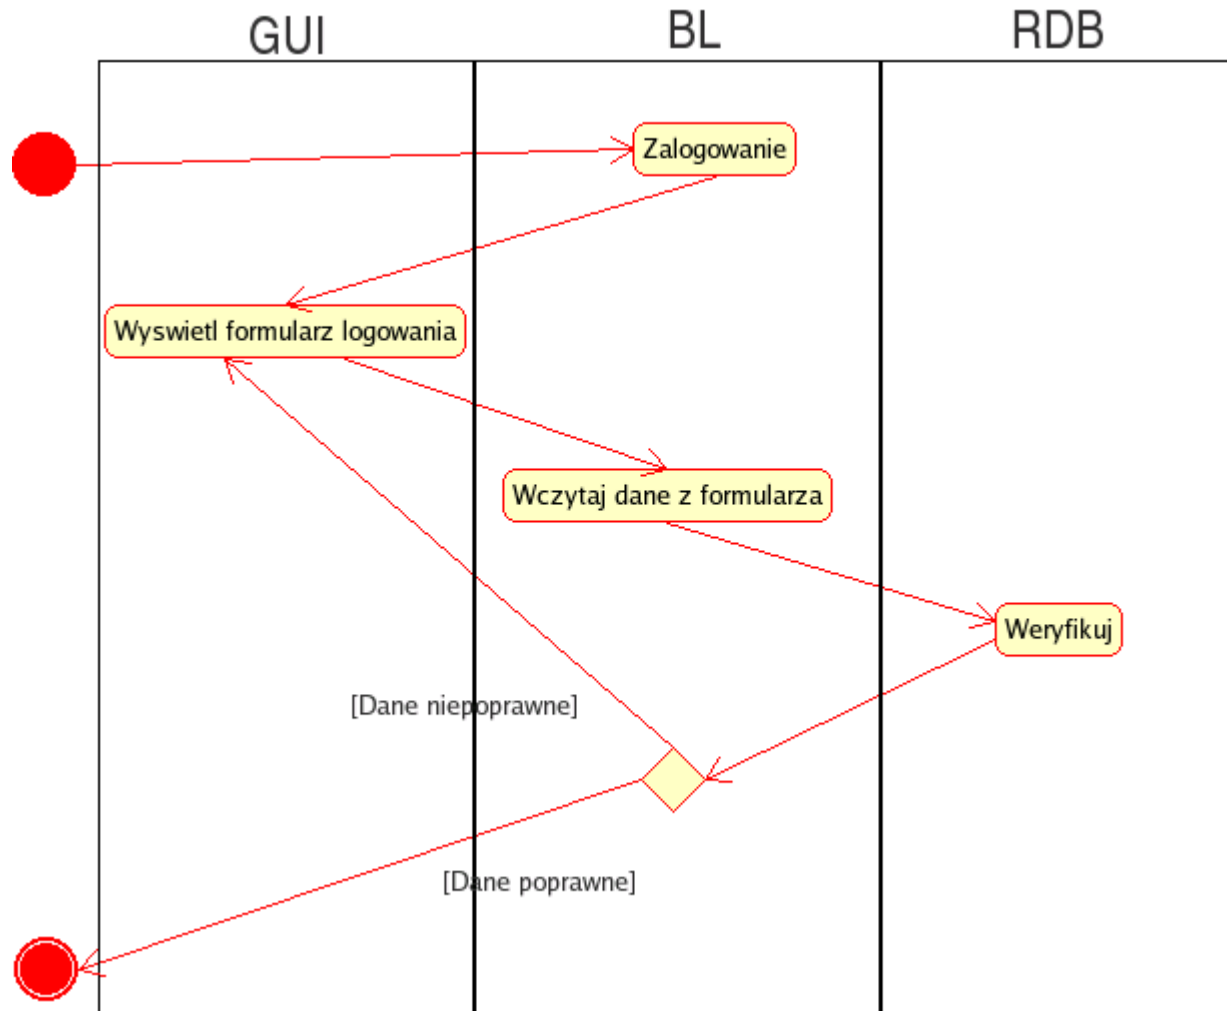 GUI
BL
RDB
Zalogowanie
Wyswietl formularz logowania
Wczytaj dane z formularza
Weryfikuj
[Dane niepoprawne]
[Dane poprawne]